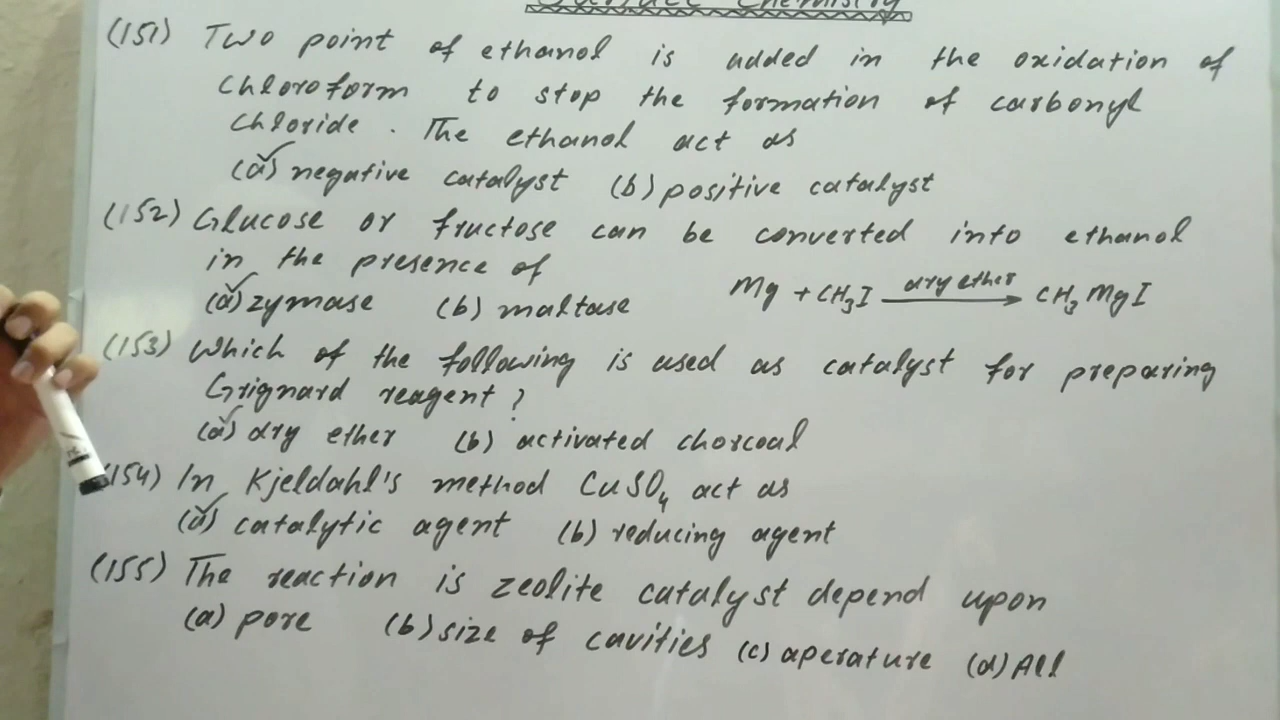 Surface Chemistry
(151) Two point of ethanol is added in the oxidation of
Chloroform to stop the formation of carbonyl
Chloride. The ethanol act as
(a) negative catalyst (b) positive catalyst
(152) Glucose or fructose can be converted into ethanol
in the presence of
(a) zymase (b) maltase
Mg + CH₃I dry ether → CH₃MgI
(153) Which of the following is used as catalyst for preparing
Grignard reagent?
(a) dry ether (b) activated chorcoal
(154) In Kjeldahl's method CuSO₄ act as
(a) catalytic agent (b) reducing agent
(155) The reaction is zeolite catalyst depend upon
(a) pore (b) size of cavities (c) aperature (d) All